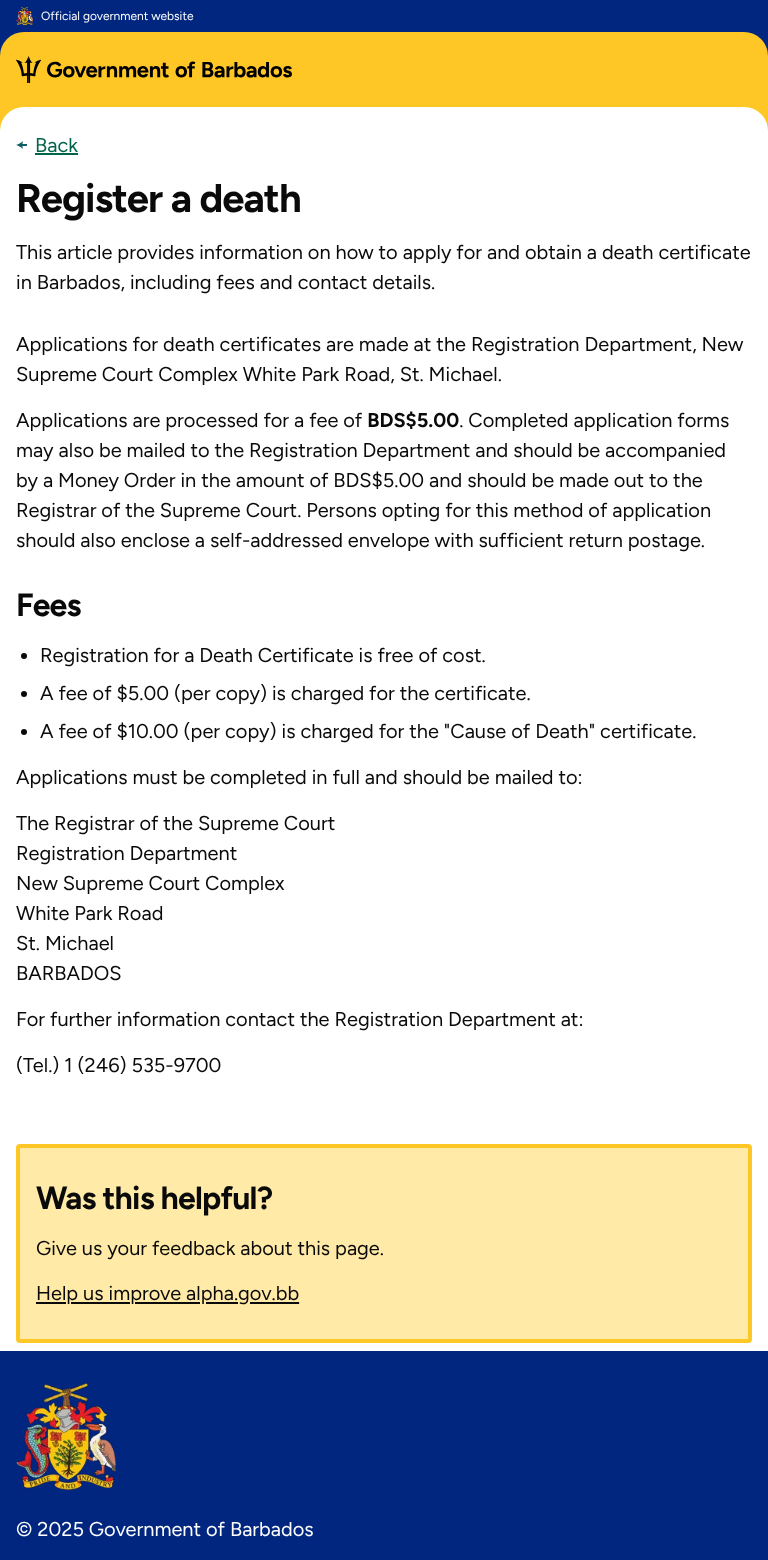 Official government website
Government of Barbados
Back
Register a death
This article provides information on how to apply for and obtain a death certificate
in Barbados, including fees and contact details.
Applications for death certificates are made at the Registration Department, New
Supreme Court Complex White Park Road, St. Michael.
Applications are processed for a fee of BDS$5.00. Completed application forms
may also be mailed to the Registration Department and should be accompanied
by a Money Order in the amount of BDS$5.00 and should be made out to the
Registrar of the Supreme Court. Persons opting for this method of application
should also enclose a self-addressed envelope with sufficient return postage.
Fees
• Registration for a Death Certificate is free of cost.
• A fee of $5.00 (per copy) is charged for the certificate.
• A fee of $10.00 (per copy) is charged for the "Cause of Death" certificate.
Applications must be completed in full and should be mailed to:
The Registrar of the Supreme Court
Registration Department
New Supreme Court Complex
White Park Road
St. Michael
BARBADOS
For further information contact the Registration Department at:
(Tel.) 1 (246) 535-9700
Was this helpful?
Give us your feedback about this page.
Help us improve alpha.gov.bb
PRIDE AND INDUSTRY
© 2025 Government of Barbados